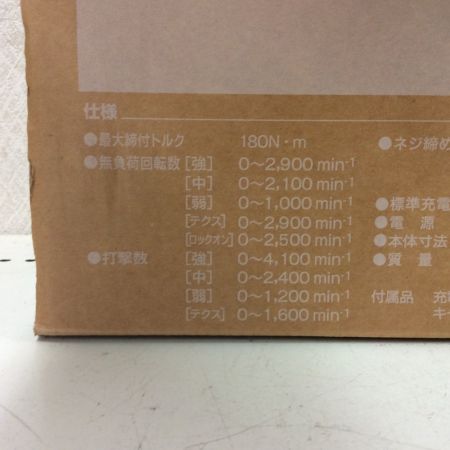 仕様
●最大締付トルク 180N・m
●無負荷回転数 [強] 0～2,900 min-1
[中] 0～2,100 min-1
[弱] 0～1,000 min-1
[テクス] 0～2,900 min-1
[ロックオン] 0～2,500 min-1
●打撃数 [強] 0～4,100 min-1
[中] 0～2,400 min-1
[弱] 0～1,200 min-1
[テクス] 0～1,600 min-1
●ネジ締め
●標準充電
●電源
●本体寸法
●質量
付属品 充
キ